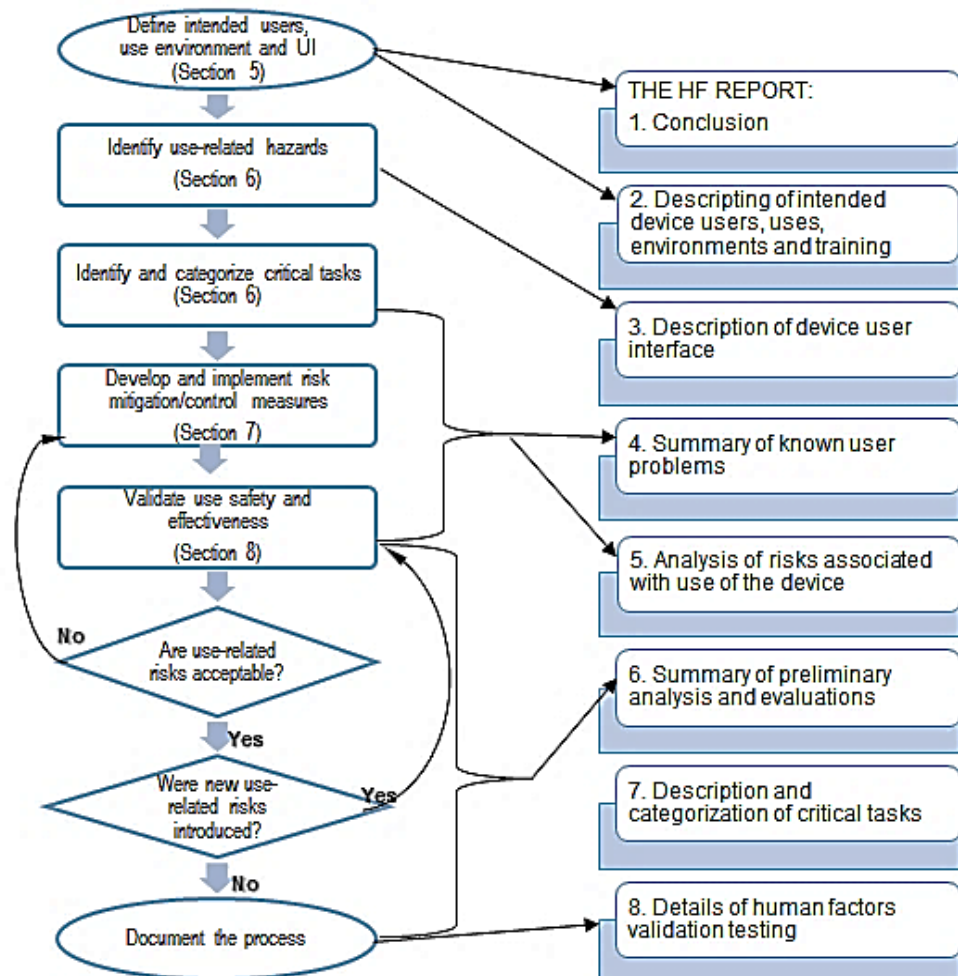 Define intended users,
use environment and UI
(Section 5)
Identify use-related hazards
(Section 6)
Identify and categorize critical tasks
(Section 6)
Develop and implement risk
mitigation/control measures
(Section 7)
Validate use safety and
effectiveness
(Section 8)
No
Are use-related
risks acceptable?
Yes
Were new use-
related risks
introduced?
Yes
No
Document the process
THE HF REPORT:
1. Conclusion
2. Descripting of intended
device users, uses,
environments and training
3. Description of device user
interface
4. Summary of known user
problems
5. Analysis of risks associated
with use of the device
6. Summary of preliminary
analysis and evaluations
7. Description and
categorization of critical tasks
8. Details of human factors
validation testing